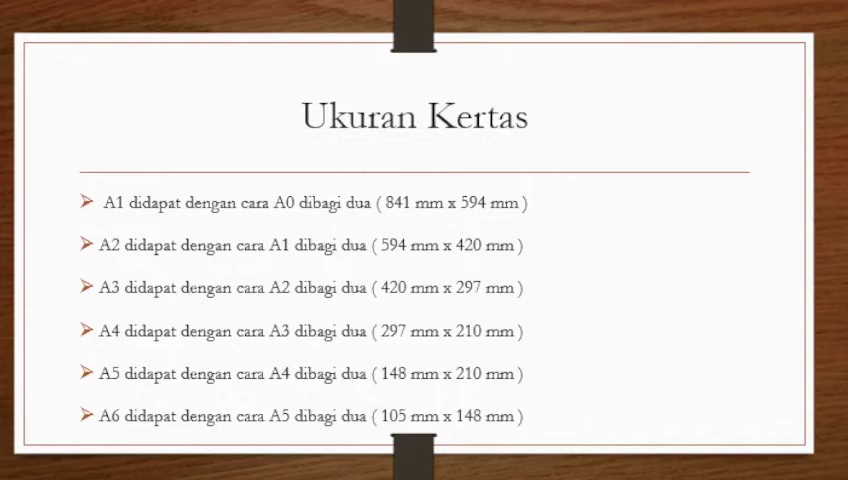 Ukuran Kertas
A1 didapat dengan cara A0 dibagi dua ( 841 mm x 594 mm )
A2 didapat dengan cara A1 dibagi dua ( 594 mm x 420 mm )
A3 didapat dengan cara A2 dibagi dua ( 420 mm x 297 mm )
A4 didapat dengan cara A3 dibagi dua ( 297 mm x 210 mm )
A5 didapat dengan cara A4 dibagi dua ( 148 mm x 210 mm )
A6 didapat dengan cara A5 dibagi dua ( 105 mm x 148 mm )